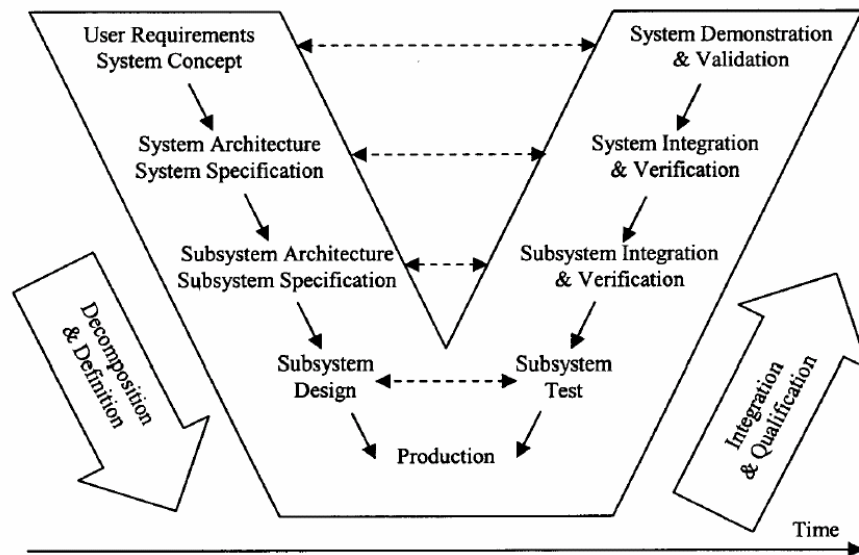 User Requirements
System Concept
System Demonstration
& Validation
System Architecture
System Specification
System Integration
& Verification
Subsystem Architecture
Subsystem Specification
Subsystem Integration
& Verification
Decomposition
& Definition
Subsystem
Design
Subsystem
Test
Integration
& Qualification
Production
Time